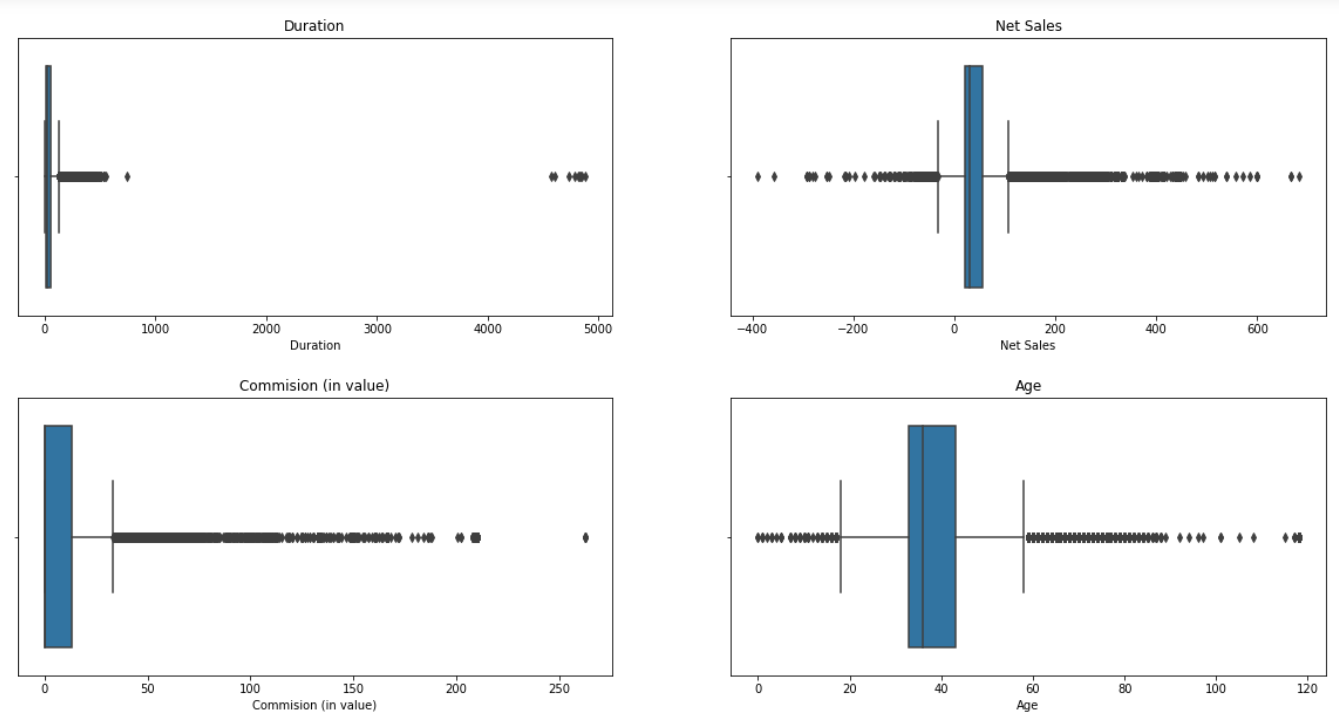 Duration
Net Sales
0 1000 2000 3000 4000 5000
Duration
−400 −200 0 200 400 600
Net Sales
Commision (in value)
Age
0 50 100 150 200 250
Commision (in value)
0 20 40 60 80 100 120
Age